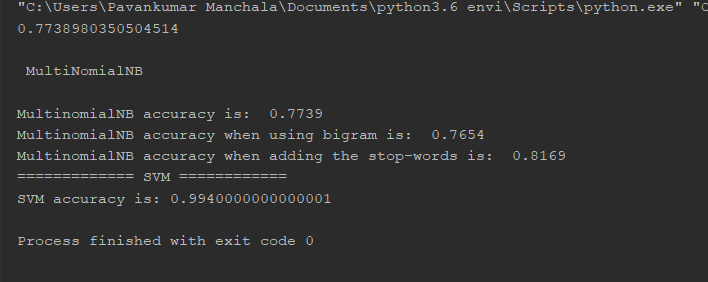 "C:\Users\Pavankumar Manchala\Documents\python3.6 envi\Scripts\python.exe" "C
0.7738980350504514
MultiNomialNB
MultinomialNB accuracy is:  0.7739
MultinomialNB accuracy when using bigram is:  0.7654
MultinomialNB accuracy when adding the stop-words is:  0.8169
============= SVM ============
SVM accuracy is: 0.9940000000000001
Process finished with exit code 0